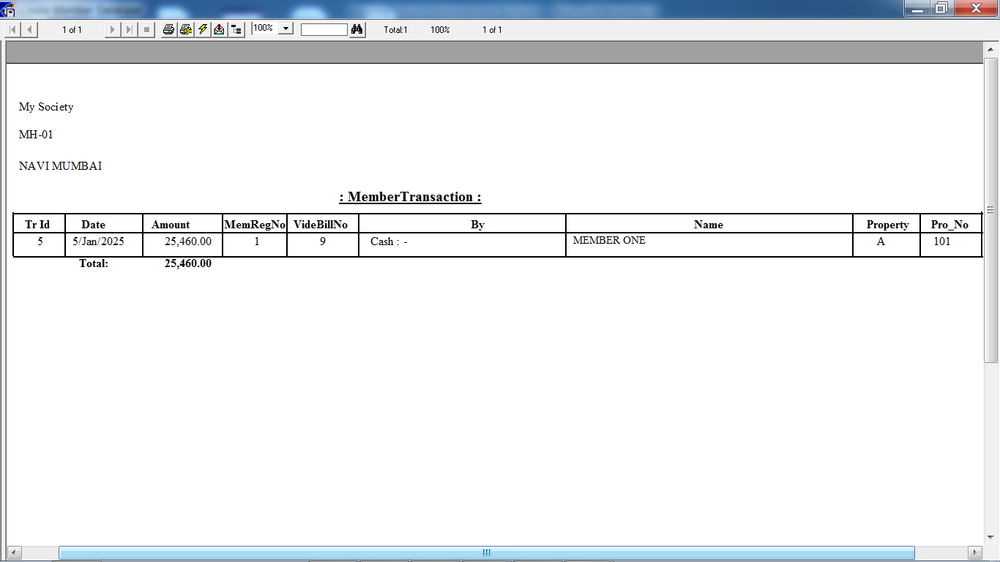 1 of 1 100% Total:1 100% 1 of 1
My Society
MH-01
NAVI MUMBAI
: MemberTransaction :
Tr Id Date Amount MemRegNo VideBillNo By Name Property Pro_No
5 5/Jan/2025 25,460.00 1 9 Cash : - MEMBER ONE A 101
Total: 25,460.00